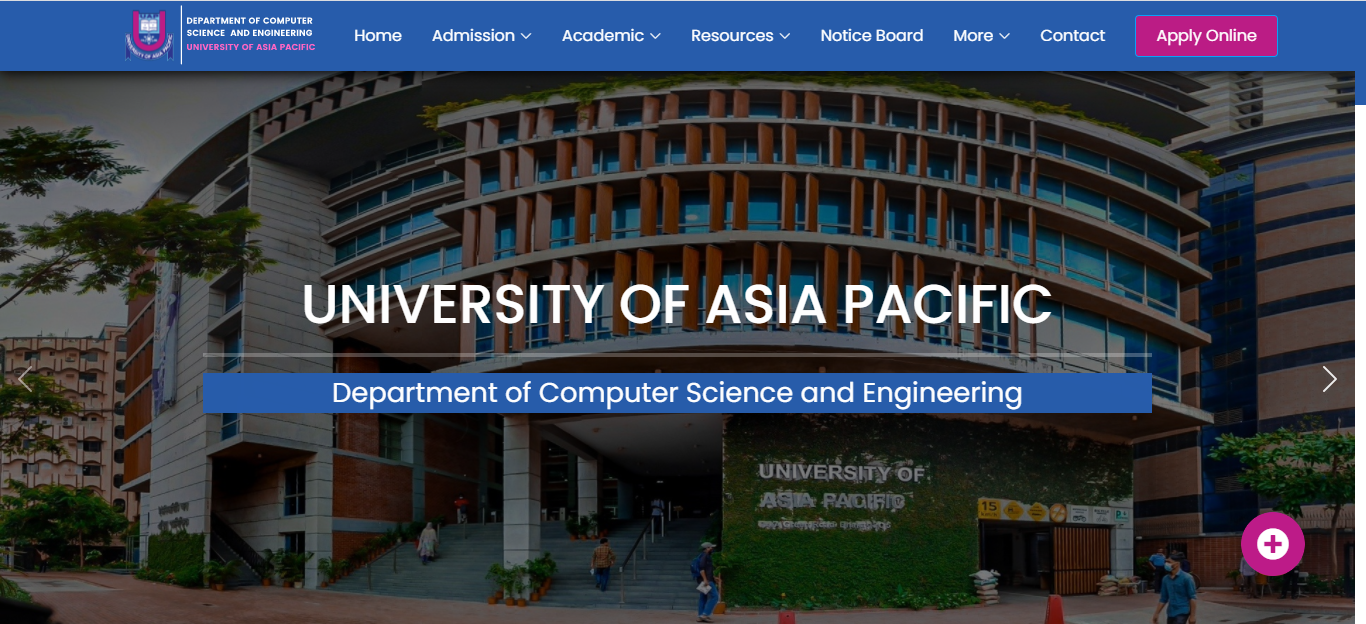 DEPARTMENT OF COMPUTER
SCIENCE AND ENGINEERING
UNIVERSITY OF ASIA PACIFIC
Home
Admission
Academic
Resources
Notice Board
More
Contact
Apply Online
UNIVERSITY OF ASIA PACIFIC
Department of Computer Science and Engineering
UNIVERSITY OF
ASIA PACIFIC
15